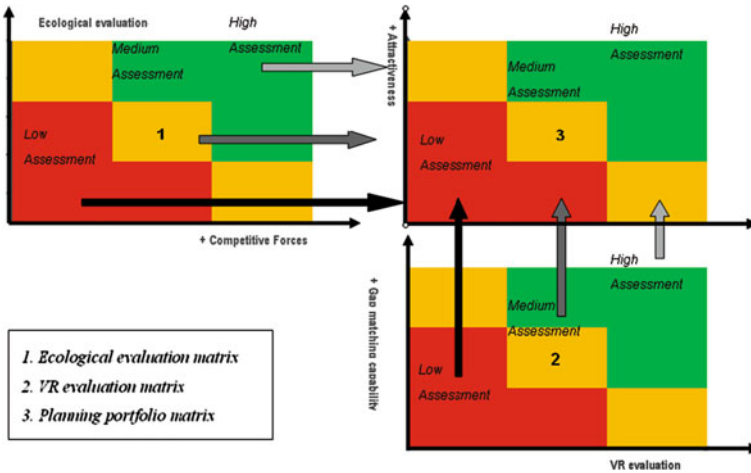 Ecological evaluation
High
Assessment
Medium
Assessment
Low
Assessment
1
+ Competitive Forces
+ Attractiveness
High
Assessment
Medium
Assessment
Low
Assessment
3
+ Gap matching capability
High
Assessment
Medium
Assessment
Low
Assessment
2
VR evaluation
1. Ecological evaluation matrix
2. VR evaluation matrix
3. Planning portfolio matrix